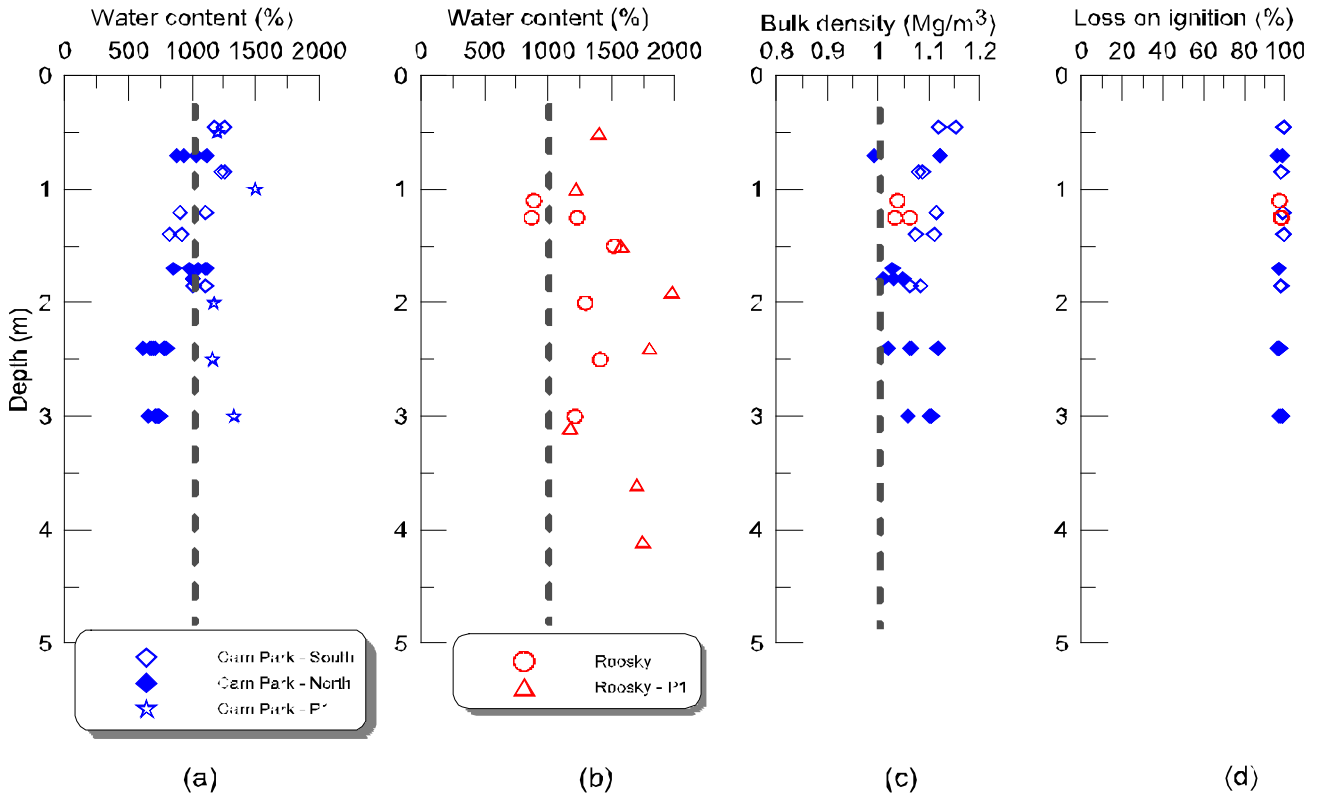 Water content (%)
0 500 1000 1500 2000
0
1
2
3
4
5
Depth (m)
Carn Park - South
Carn Park - North
Carn Park - P1
(a)
Water content (%)
0 500 1000 1500 2000
0
1
2
3
4
5
Roosky
Roosky - P1
(b)
Bulk density (Mg/m3)
0.8 0.9 1 1.1 1.2
0
1
2
3
4
5
(c)
Loss on ignition (%)
0 20 40 60 80 100
0
1
2
3
4
5
(d)